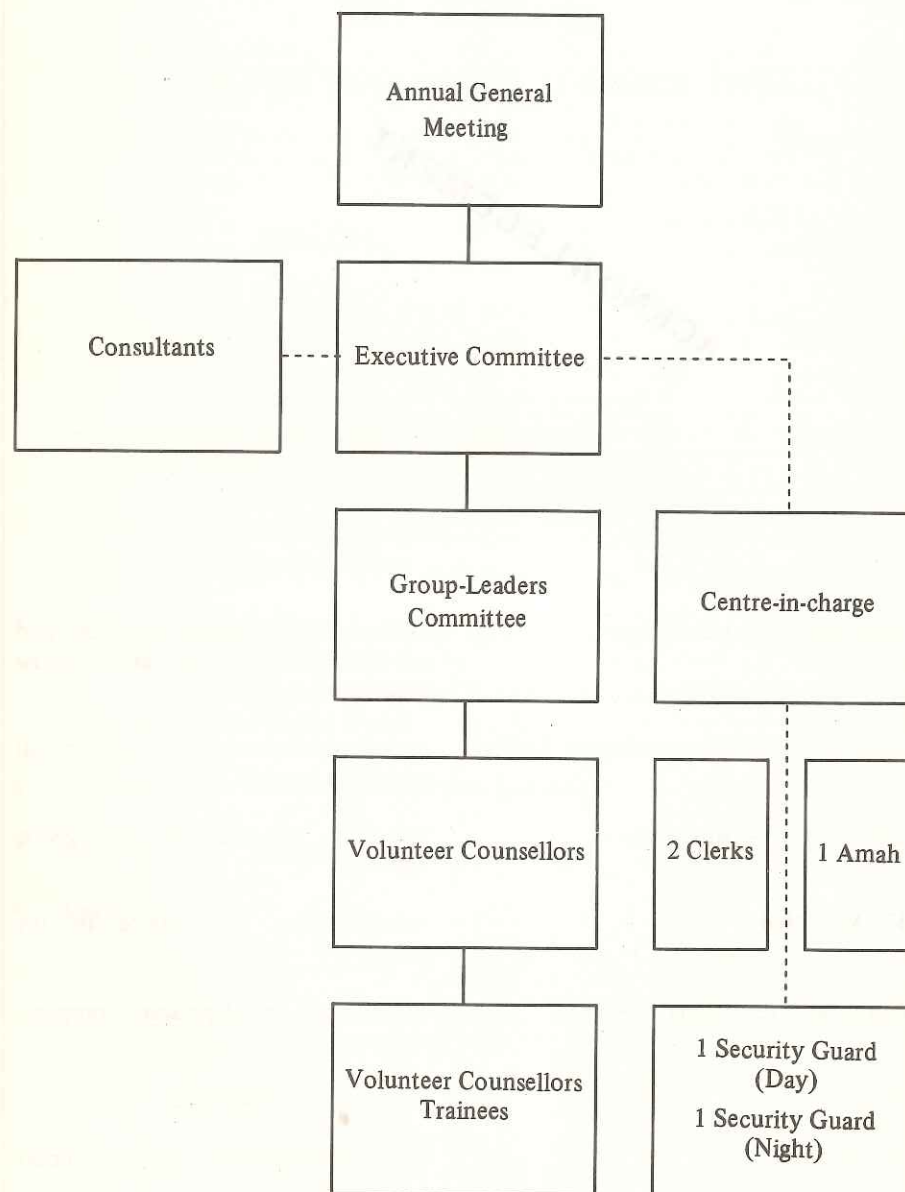 Annual General
Meeting
Consultants
Executive Committee
Group-Leaders
Committee
Centre-in-charge
Volunteer Counsellors
2 Clerks
1 Amah
Volunteer Counsellors
Trainees
1 Security Guard
(Day)
1 Security Guard
(Night)